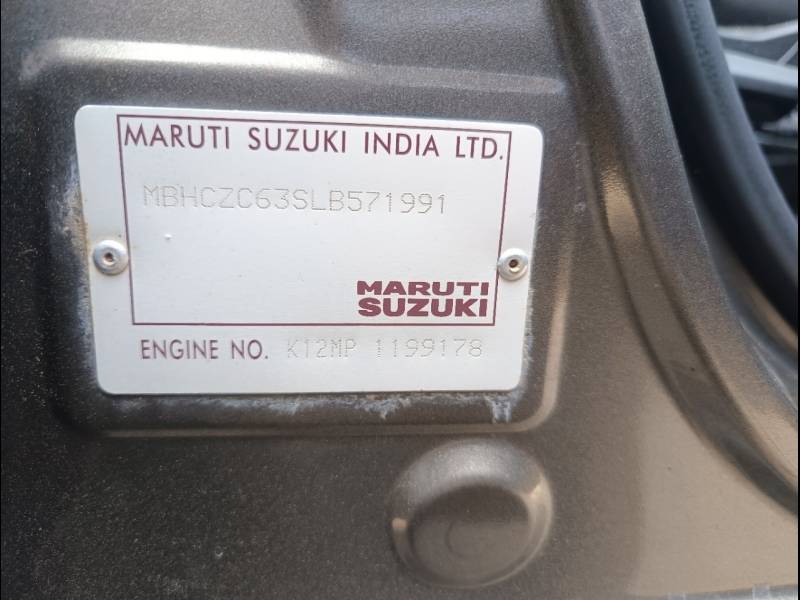 MARUTI SUZUKI INDIA LTD.
MBHCZC63SLB571991
MARUTI
SUZUKI
ENGINE NO. K12MP 1199178